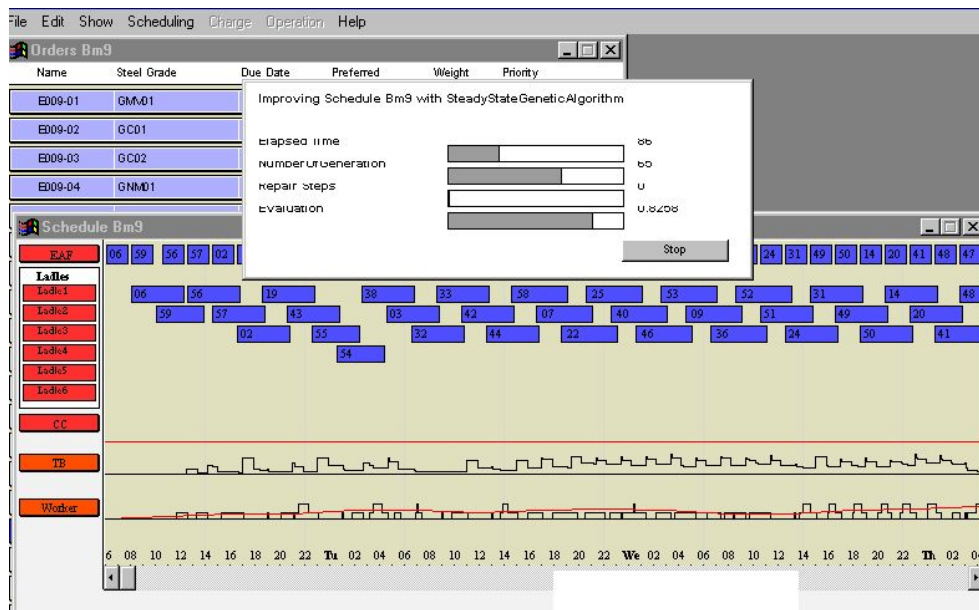 File Edit Show Scheduling Charge Operation Help
Orders Bm9
Name Steel Grade Due Date Preferred Weight Priority
E009-01 GMV01
E009-02 GC01
E009-03 GC02
E009-04 GNM01
Improving Schedule Bm9 with SteadyStateGeneticAlgorithm
Elapsed Time 86
NumberOfGeneration 65
Repair Steps 0
Evaluation 0.8258
Stop
Schedule Bm9
EAF 06 59 56 57 02 24 31 49 50 14 20 41 48 47
Ladles
Ladle1 06 56 19 38 33 58 25 53 52 31 14 48
Ladle2 59 57 43 03 42 07 40 09 51 49 20
Ladle3 02 55 32 44 22 46 36 24 50 41
Ladle4 54
Ladle5
Ladle6
CC
TB
Worker
6 08 10 12 14 16 18 20 22 Tu 02 04 06 08 10 12 14 16 18 20 22 We 02 04 06 08 10 12 14 16 18 20 22 Th 02 04